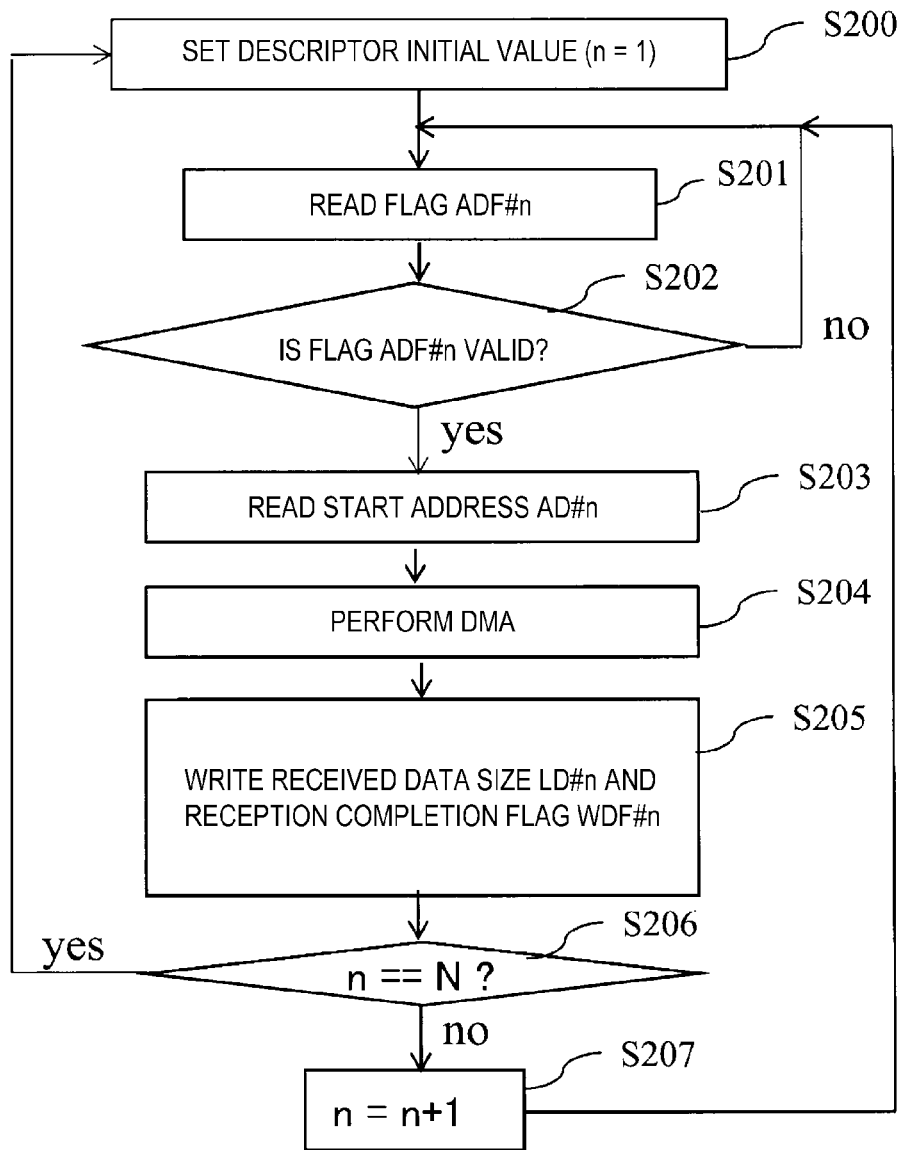 S200
SET DESCRIPTOR INITIAL VALUE (n = 1)
S201
READ FLAG ADF#n
S202
IS FLAG ADF#n VALID?
no
yes
S203
READ START ADDRESS AD#n
S204
PERFORM DMA
S205
WRITE RECEIVED DATA SIZE LD#n AND
RECEPTION COMPLETION FLAG WDF#n
S206
yes
n == N ?
no
S207
n = n+1